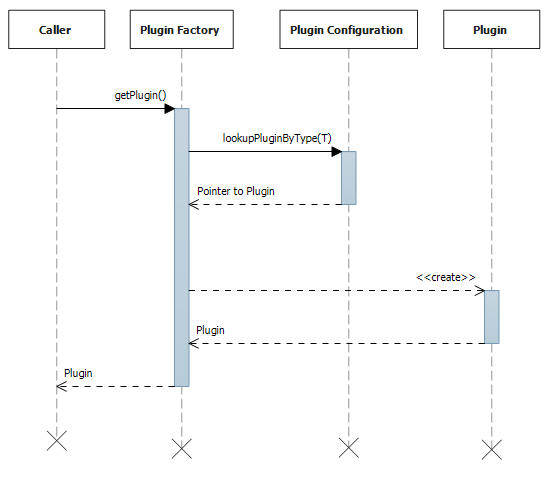 Caller
Plugin Factory
Plugin Configuration
Plugin
getPlugin()
lookupPluginByType(T)
Pointer to Plugin
<<create>>
Plugin
Plugin